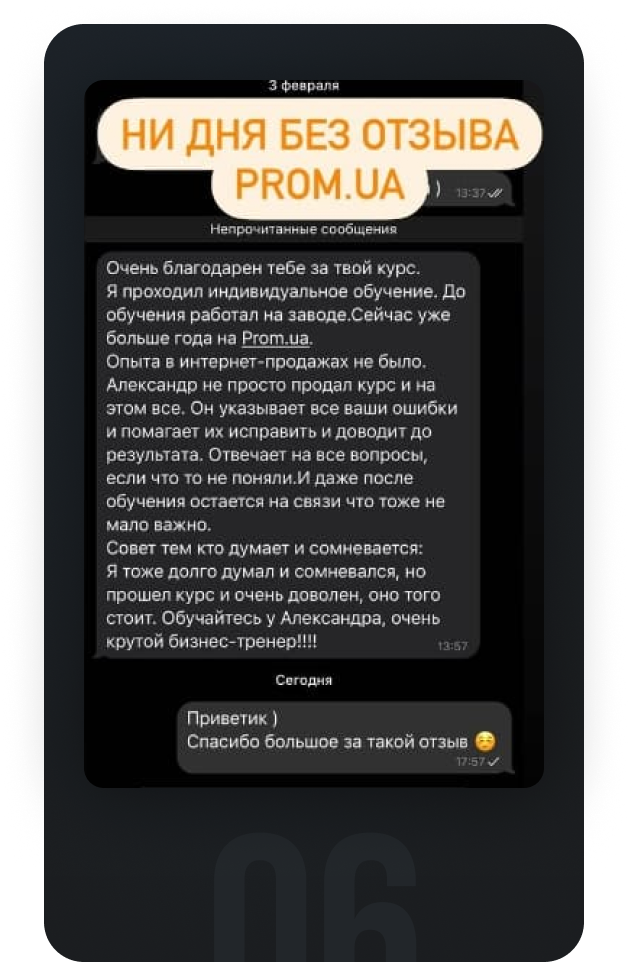 3 февраля
НИ ДНЯ БЕЗ ОТЗЫВА
PROM.UA
)
13:37
Непрочитанные сообщения
Очень благодарен тебе за твой курс.
Я проходил индивидуальное обучение. До
обучения работал на заводе.Сейчас уже
больше года на Prom.ua.
Опыта в интернет-продажах не было.
Александр не просто продал курс и на
этом все. Он указывает все ваши ошибки
и помагает их исправить и доводит до
результата. Отвечает на все вопросы,
если что то не поняли.И даже после
обучения остается на связи что тоже не
мало важно.
Совет тем кто думает и сомневается:
Я тоже долго думал и сомневался, но
прошел курс и очень доволен, оно того
стоит. Обучайтесь у Александра, очень
крутой бизнес-тренер!!!!
13:57
Сегодня
Приветик )
Спасибо большое за такой отзыв ☺️
17:57
06